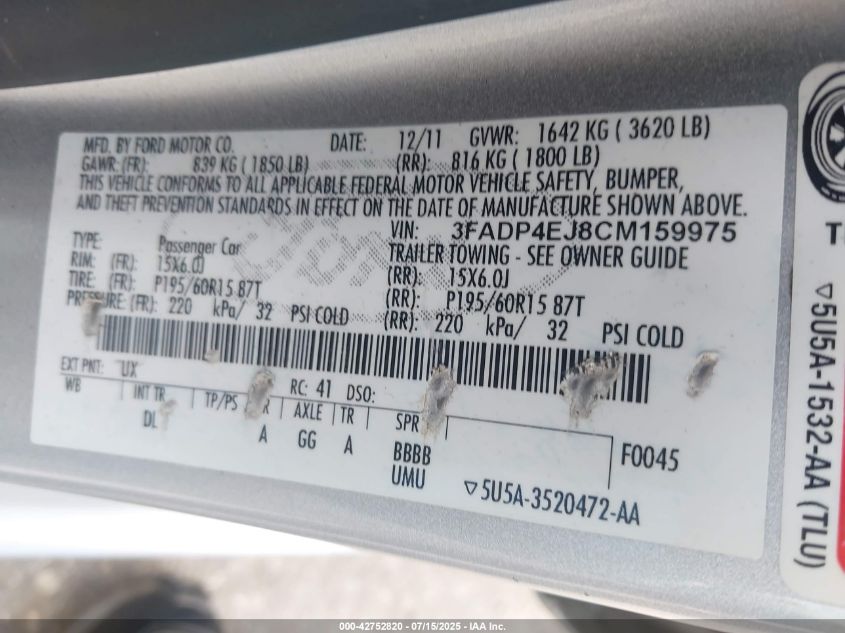 MFD. BY FORD MOTOR CO. DATE: 12/11 GVWR: 1642 KG ( 3620 LB)
GAWR: (FR): 839 KG ( 1850 LB) (RR): 816 KG ( 1800 LB)
THIS VEHICLE CONFORMS TO ALL APPLICABLE FEDERAL MOTOR VEHICLE SAFETY, BUMPER,
AND THEFT PREVENTION STANDARDS IN EFFECT ON THE DATE OF MANUFACTURE SHOWN ABOVE.
VIN: 3FADP4EJ8CM159975
TYPE: Passenger Car TRAILER TOWING - SEE OWNER GUIDE
RIM: (FR): 15X6.0J (RR): 15X6.0J
TIRE: (FR): P195/60R15 87T (RR): P195/60R15 87T
PRESSURE: (FR): 220 kPa/ 32 PSI COLD (RR): 220 kPa/ 32 PSI COLD
EXT PNT: UX RC: 41 DSO:
WB INT TR TP/PS R AXLE TR SPR
DL A GG A BBBB F0045
UMU ▽5U5A-3520472-AA
▽5U5A-1532-AA (TLU)
000-42752820 - 07/15/2025 - IAA Inc.